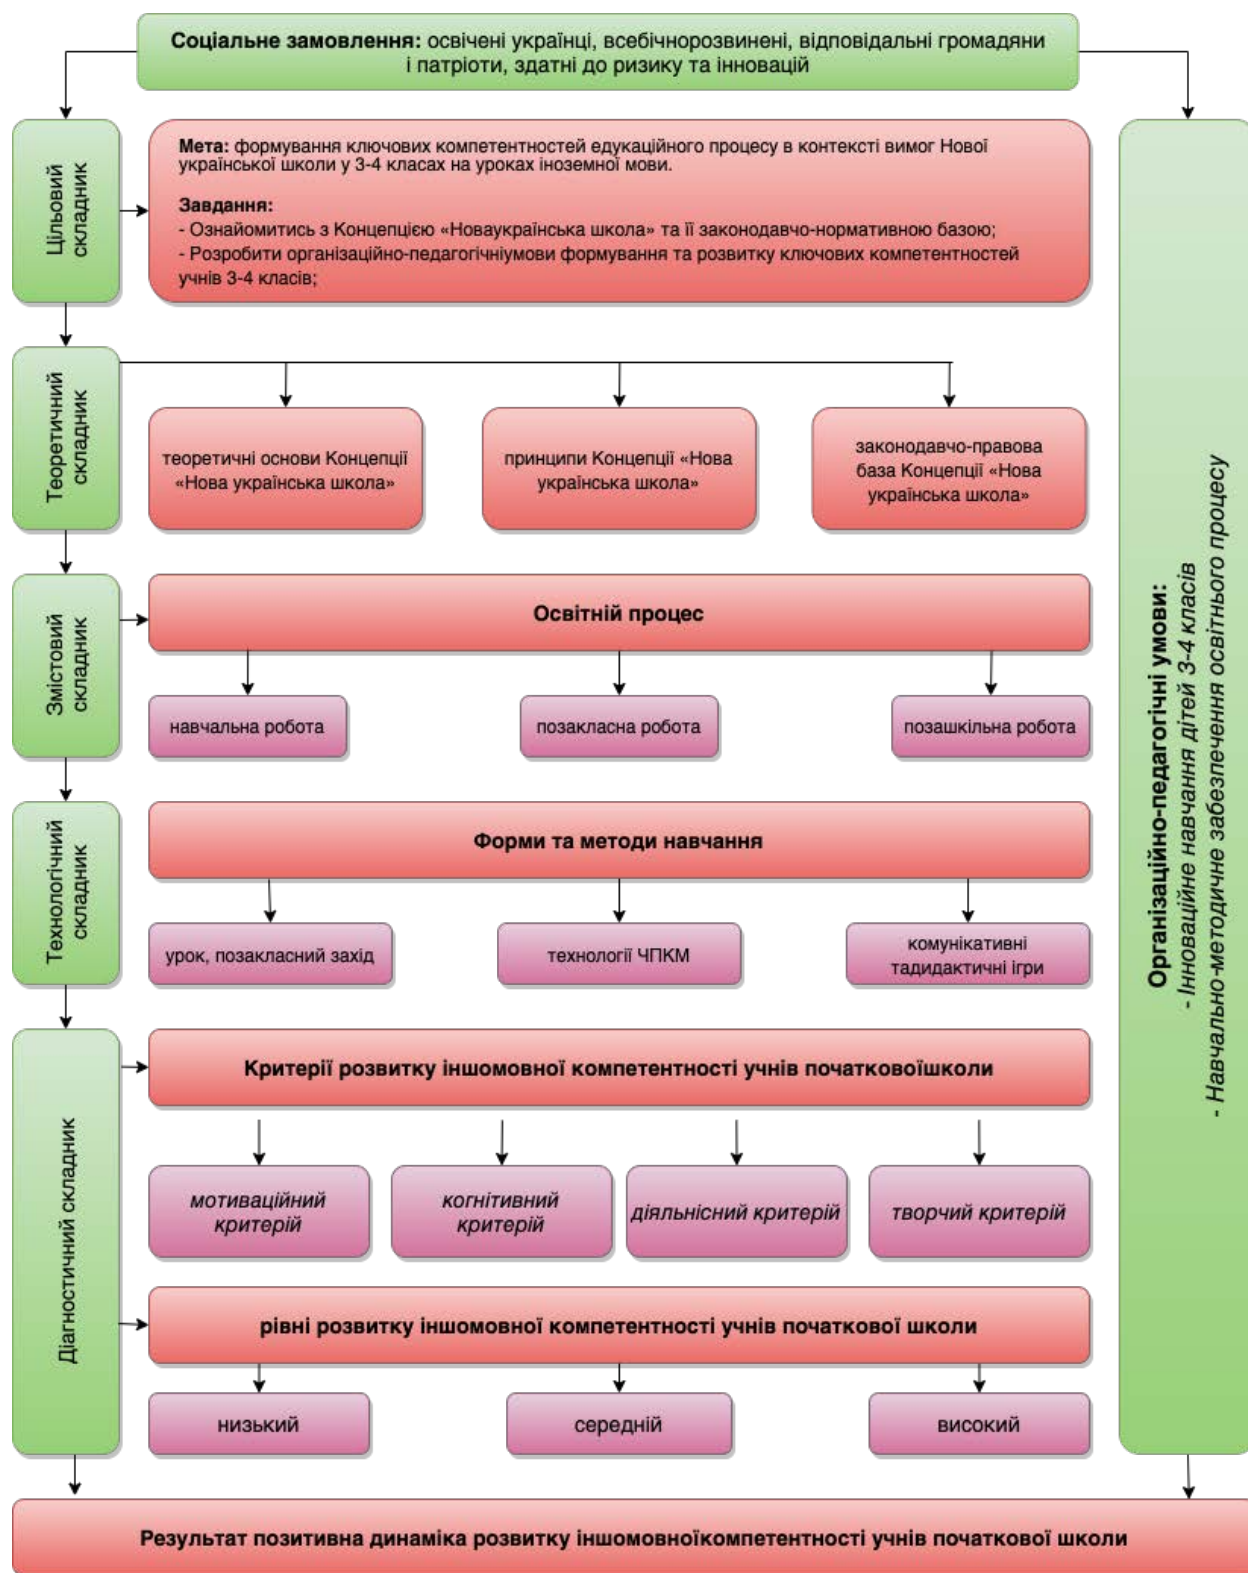 Соціальне замовлення: освічені українці, всебічнорозвинені, відповідальні громадяни
і патріоти, здатні до ризику та інновацій
Цільовий
складник
Мета: формування ключових компетентностей едукаційного процесу в контексті вимог Нової
української школи у 3-4 класах на уроках іноземної мови.
Завдання:
- Ознайомитись з Концепцією «Новаукраїнська школа» та її законодавчо-нормативною базою;
- Розробити організаційно-педагогічніумови формування та розвитку ключових компетентностей
учнів 3-4 класів;
Теоретичний
складник
теоретичні основи Концепції
«Нова українська школа»
принципи Концепції «Нова
українська школа»
законодавчо-правова
база Концепції «Нова
українська школа»
Змістовий
складник
Освітній процес
навчальна робота
позакласна робота
позашкільна робота
Технологічний
складник
Форми та методи навчання
урок, позакласний захід
технології ЧПКМ
комунікативні
тадидактичні ігри
Діагностичний складник
Критерії розвитку іншомовної компетентності учнів початковоїшколи
мотиваційний
критерій
когнітивний
критерій
діяльнісний критерій
творчий критерій
рівні розвитку іншомовної компетентності учнів початкової школи
низький
середній
високий
Організаційно-педагогічні умови:
- Інноваційне навчання дітей 3-4 класів
- Навчально-методичне забезпечення освітнього процесу
Результат позитивна динаміка розвитку іншомовноїкомпетентності учнів початкової школи